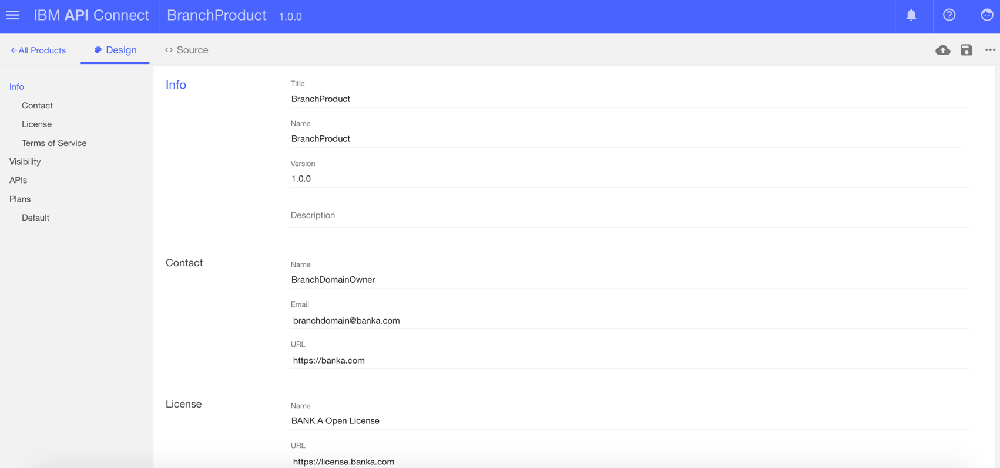 IBM API Connect BranchProduct 1.0.0
All Products Design Source
Info
Contact
License
Terms of Service
Visibility
APIs
Plans
Default
Info
Title
BranchProduct
Name
BranchProduct
Version
1.0.0
Description
Contact
Name
BranchDomainOwner
Email
branchdomain@banka.com
URL
https://banka.com
License
Name
BANK A Open License
URL
https://license.banka.com